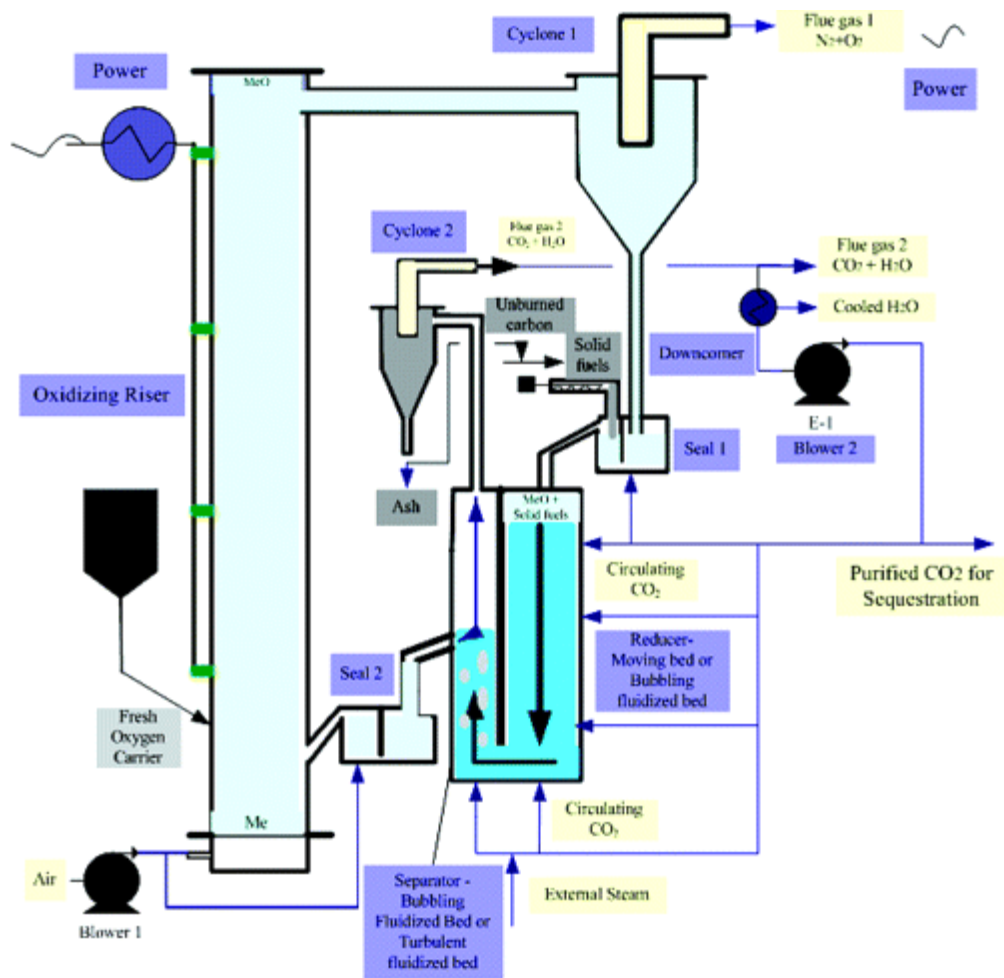 Cyclone 1
Flue gas 1
N2+O2
Power
Power
MeO
Cyclone 2
Flue gas 2
CO2 + H2O
Flue gas 2
CO2 + H2O
Unburned
carbon
Cooled H2O
Solid
fuels
Downcomer
Oxidizing Riser
E-1
Seal 1
Blower 2
Ash
MeO +
Solid fuels
Circulating
CO2
Purified CO2 for
Sequestration
Seal 2
Reducer-
Moving bed or
Bubbling
fluidized bed
Fresh
Oxygen
Carrier
Me
Circulating
CO2
Air
Separator -
Bubbling
Fluidized Bed or
Turbulent
fluidized bed
External Steam
Blower 1